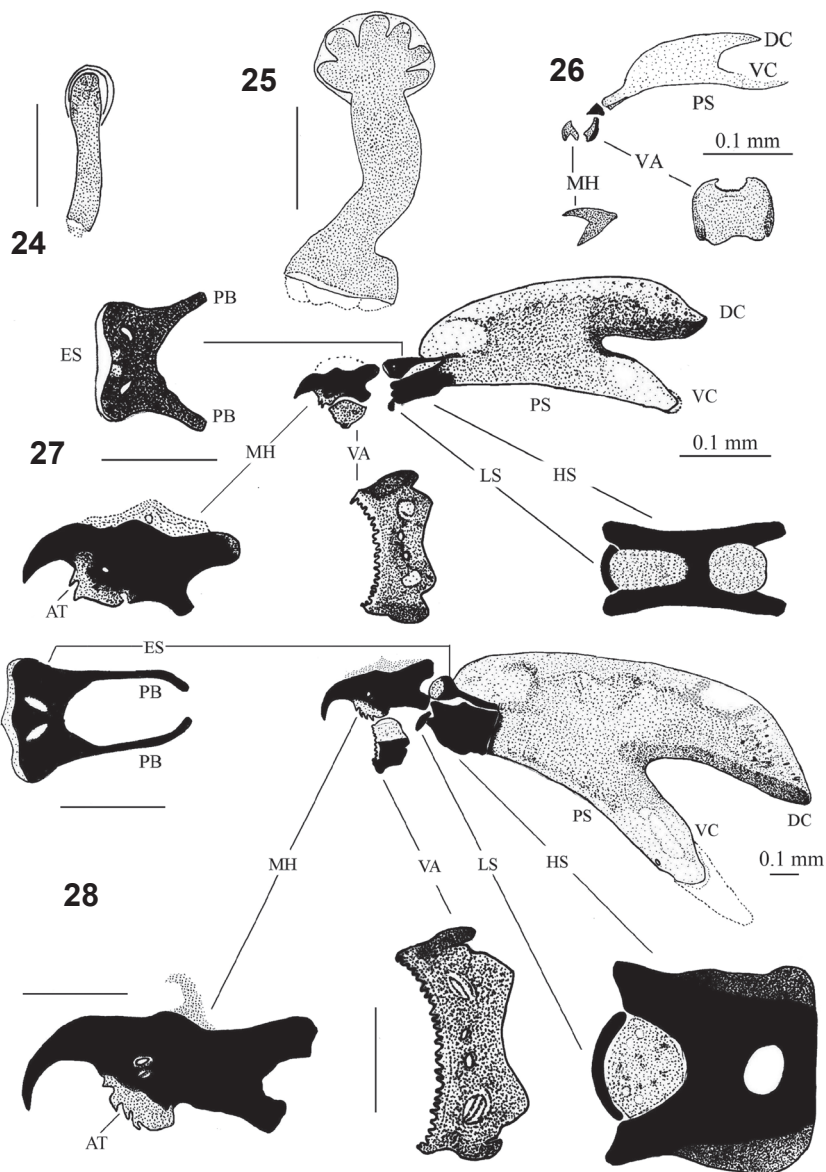 24
25
26
DC
VC
PS
0.1 mm
MH
VA
27
PB
ES
PB
DC
VC
PS
0.1 mm
MH
VA
LS
HS
AT
28
ES
PB
PB
PS
VC
DC
0.1 mm
MH
VA
LS
HS
AT